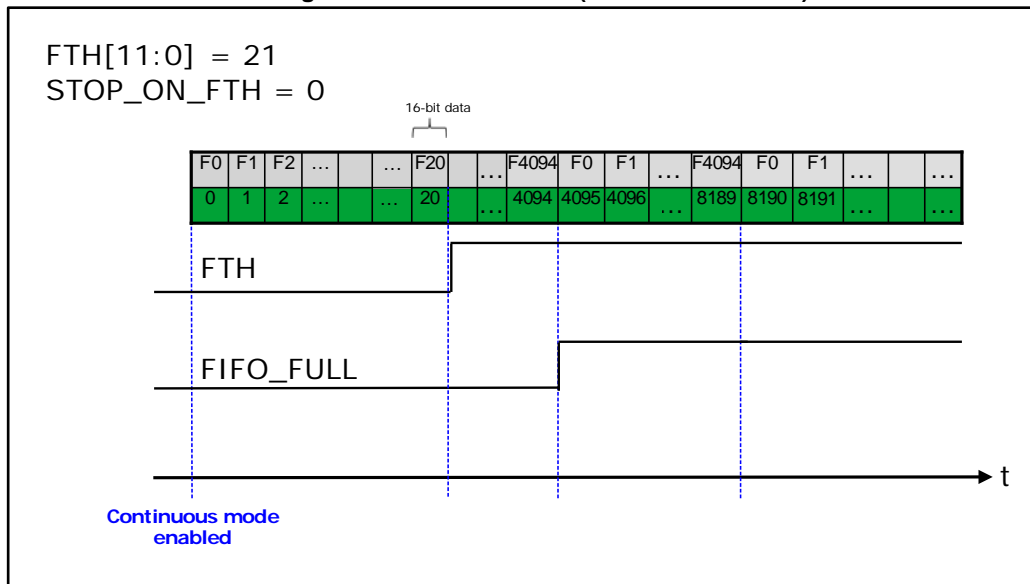 FTH[11:0] = 21
STOP_ON_FTH = 0
16-bit data
F0 F1 F2 ... ... F20 ... F4094 F0 F1 ... F4094 F0 F1 ... ...
0 1 2 ... ... 20 ... 4094 4095 4096 ... 8189 8190 8191 ... ...
FTH
FIFO_FULL
t
Continuous mode
enabled